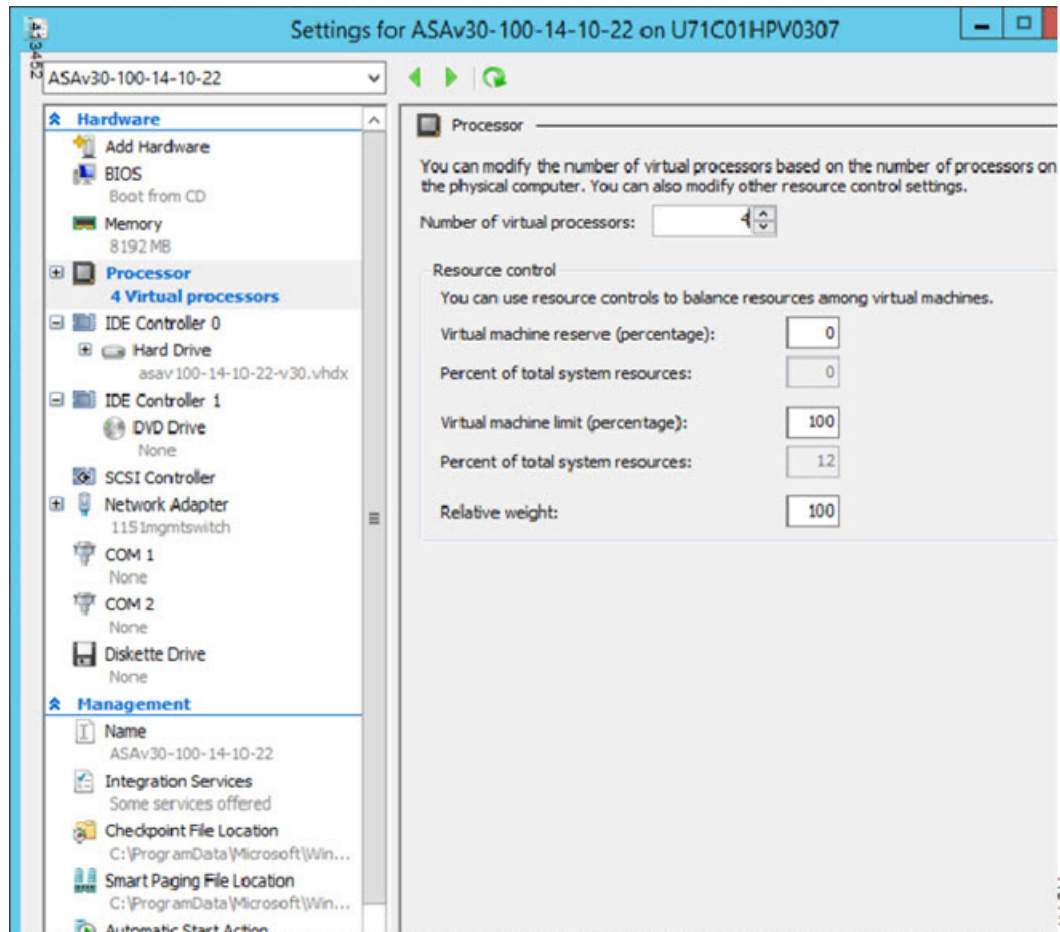 Settings for ASAv30-100-14-10-22 on U71C01HPV0307
413452
ASAv30-100-14-10-22
Hardware
Add Hardware
BIOS
Boot from CD
Memory
8192 MB
Processor
4 Virtual processors
IDE Controller 0
Hard Drive
asav100-14-10-22-v30.vhdx
IDE Controller 1
DVD Drive
None
SCSI Controller
Network Adapter
1151mgmtswitch
COM 1
None
COM 2
None
Diskette Drive
None
Management
Name
ASAv30-100-14-10-22
Integration Services
Some services offered
Checkpoint File Location
C:\ProgramData\Microsoft\Win...
Smart Paging File Location
C:\ProgramData\Microsoft\Win...
Automatic Start Action
Processor
You can modify the number of virtual processors based on the number of processors on
the physical computer. You can also modify other resource control settings.
Number of virtual processors: 4
Resource control
You can use resource controls to balance resources among virtual machines.
Virtual machine reserve (percentage): 0
Percent of total system resources: 0
Virtual machine limit (percentage): 100
Percent of total system resources: 12
Relative weight: 100